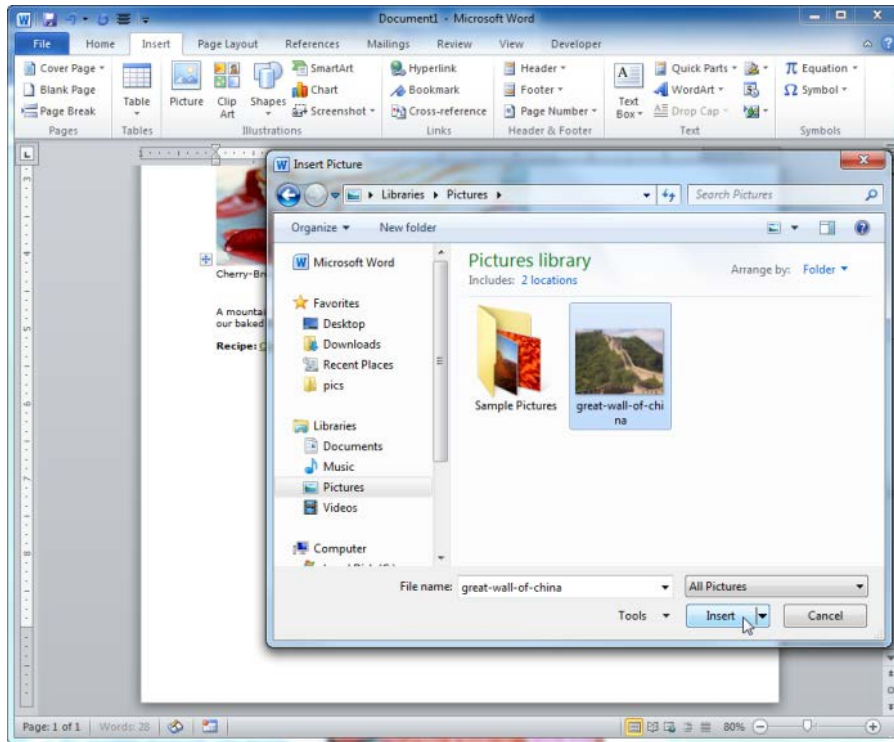 Document1 - Microsoft Word
File Home Insert Page Layout References Mailings Review View Developer
Cover Page
Blank Page
Page Break
Pages
Table
Tables
Picture
Clip Art
Shapes
SmartArt
Chart
Screenshot
Illustrations
Hyperlink
Bookmark
Cross-reference
Links
Header
Footer
Page Number
Header & Footer
Text Box
Quick Parts
WordArt
Drop Cap
Text
Equation
Symbol
Symbols
Insert Picture
Libraries Pictures
Search Pictures
Organize New folder
Microsoft Word
Favorites
Desktop
Downloads
Recent Places
pics
Libraries
Documents
Music
Pictures
Videos
Computer
Pictures library
Includes: 2 locations
Arrange by: Folder
Sample Pictures
great-wall-of-chi
na
File name: great-wall-of-china
All Pictures
Tools Insert Cancel
A
our baked
Recipe:
Page: 1 of 1 Words: 28
80%